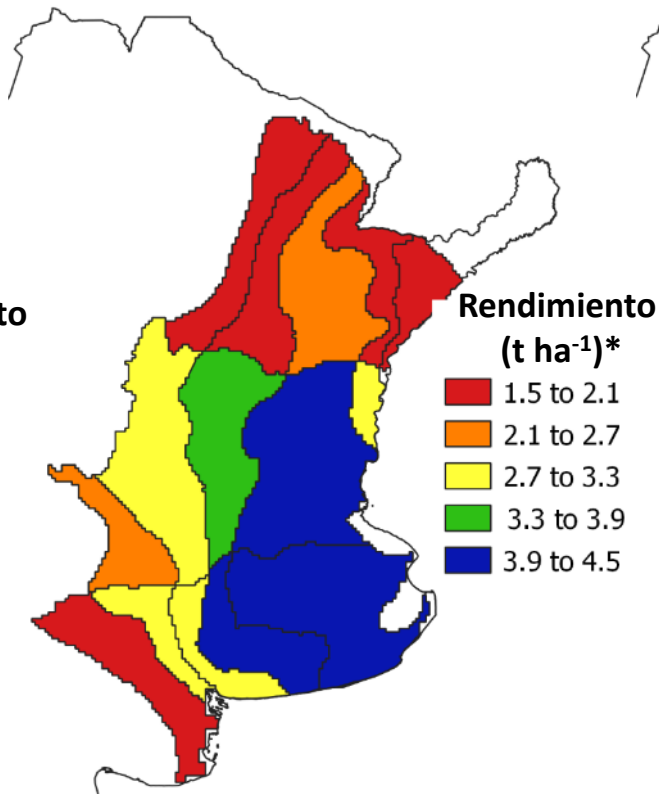 to
Rendimiento
(t ha⁻¹)*
1.5 to 2.1
2.1 to 2.7
2.7 to 3.3
3.3 to 3.9
3.9 to 4.5